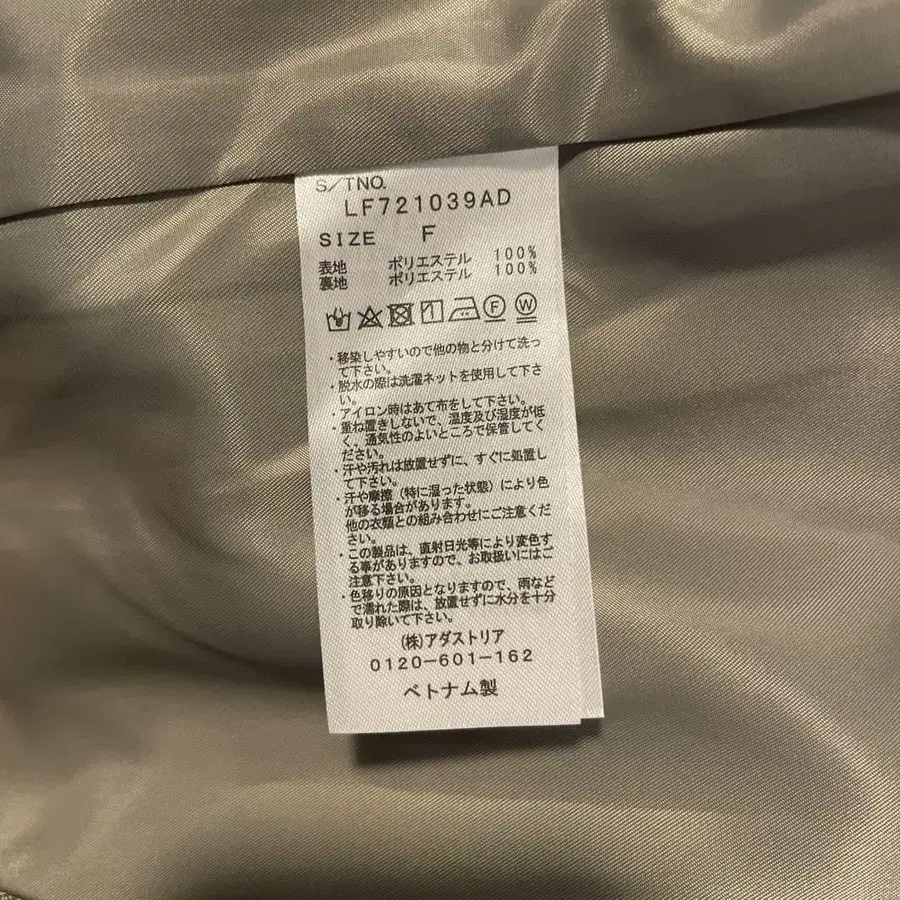 S/TNO.
LF721039AD
SIZE F
表地 ポリエステル 100%
裏地 ポリエステル 100%
F W
・移染しやすいので他の物と分けて洗っ
て下さい。
・脱水の際は洗濯ネットを使用して下さ
い。
・アイロン時はあて布をして下さい。
・重ね置きしないで、温度及び湿度が低
く、通気性のよいところで保管してく
ださい。
・汗や汚れは放置せずに、すぐに処置し
て下さい。
・汗や摩擦（特に湿った状態）により色
が移る場合があります。
他の衣類との組み合わせにご注意くだ
さい。
・この製品は、直射日光等により変色す
る事がありますので、お取扱いにはご
注意下さい。
・色移りの原因となりますので、雨など
で濡れた際は、放置せずに水分を十分
取り除いて下さい。
(株)アダストリア
0120-601-162
ベトナム製